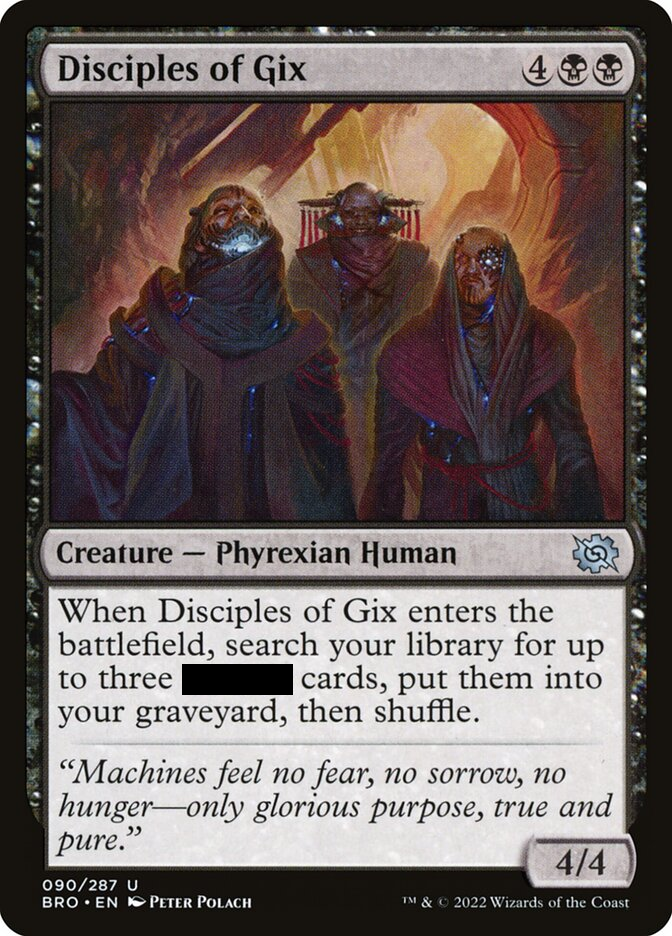 Disciples of Gix 4
Creature — Phyrexian Human
When Disciples of Gix enters the
battlefield, search your library for up
to three cards, put them into
your graveyard, then shuffle.
“Machines feel no fear, no sorrow, no
hunger—only glorious purpose, true and
pure.”
4/4
090/287 U
BRO • EN Peter Polach
™ & © 2022 Wizards of the Coast